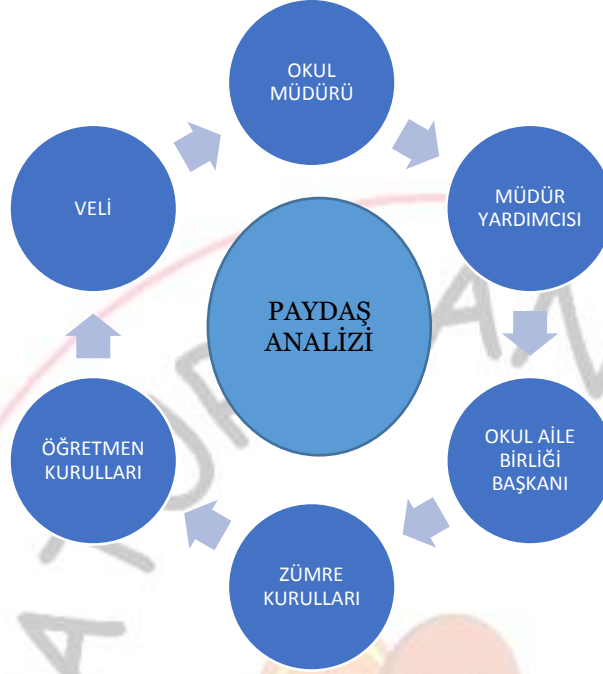 OKUL
MÜDÜRÜ
MÜDÜR
YARDIMCISI
OKUL AİLE
BİRLİĞİ
BAŞKANI
ZÜMRE
KURULLARI
ÖĞRETMEN
KURULLARI
VELİ
PAYDAŞ
ANALİZİ